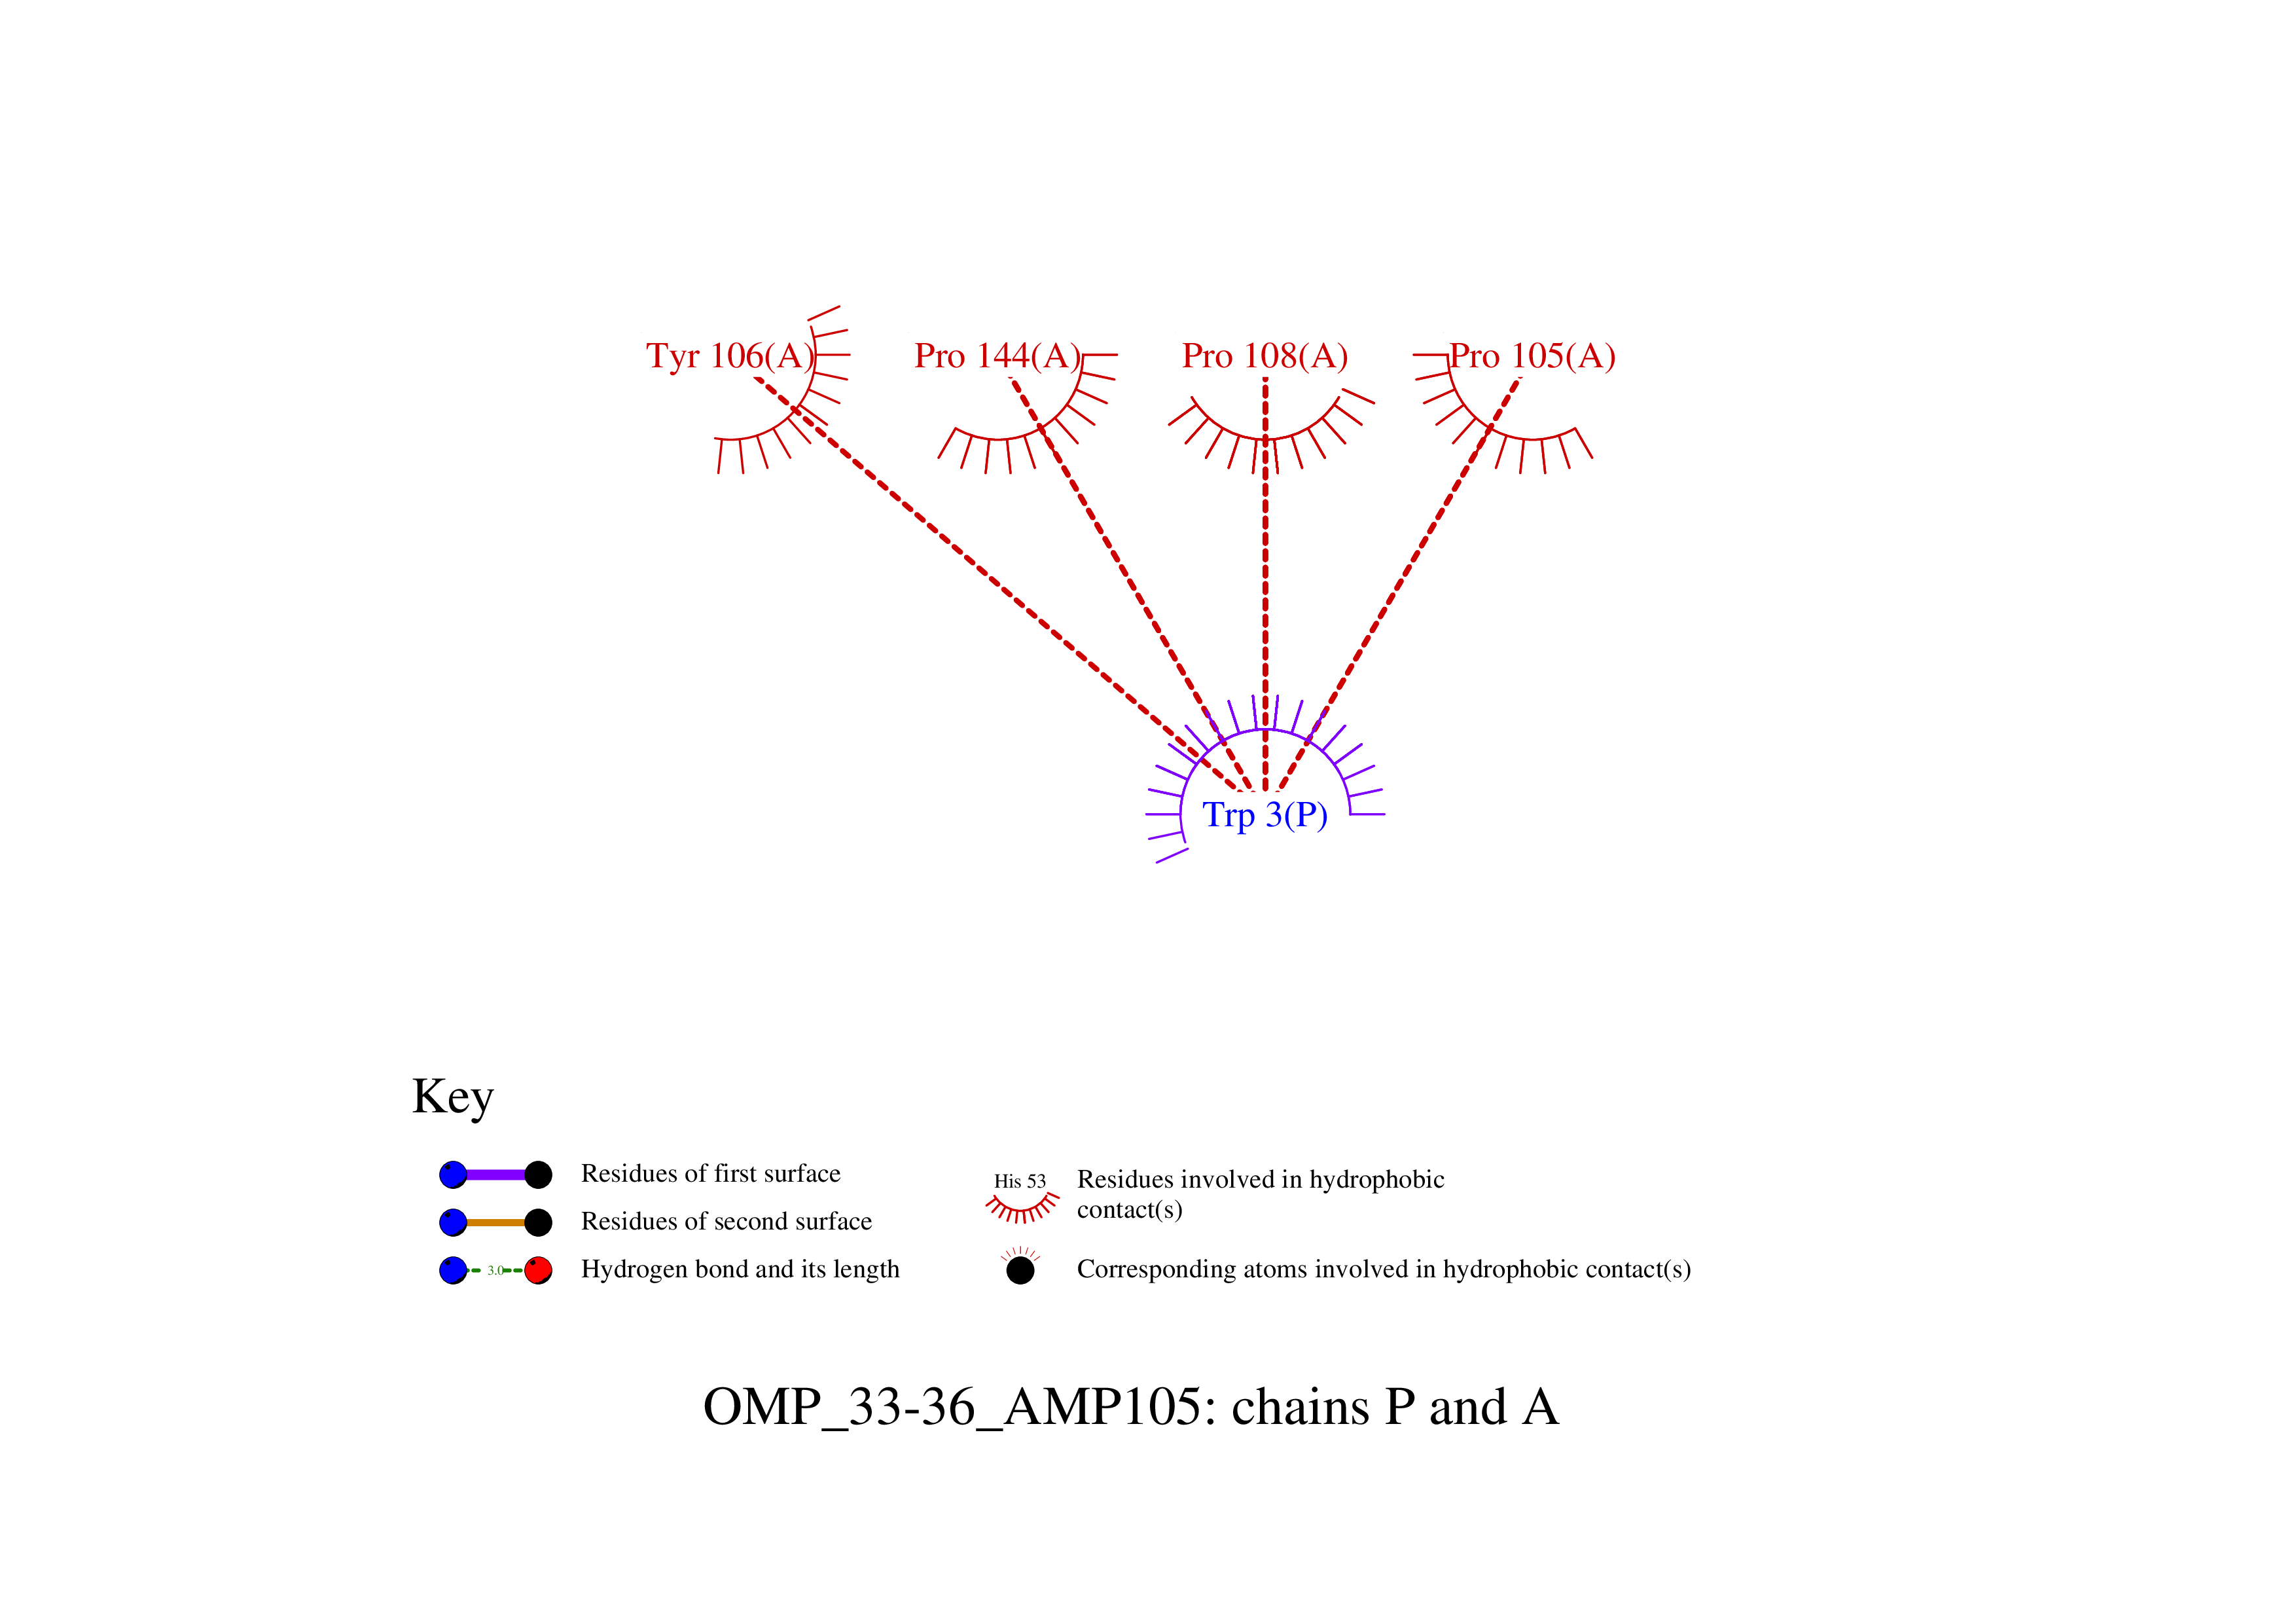 Tyr 106(A) Pro 144(A) Pro 108(A) Pro 105(A)
Trp 3(P)
Key
Residues of first surface
Residues of second surface
3.0 Hydrogen bond and its length
His 53 Residues involved in hydrophobic
contact(s)
Corresponding atoms involved in hydrophobic contact(s)
OMP_33-36_AMP105: chains P and A